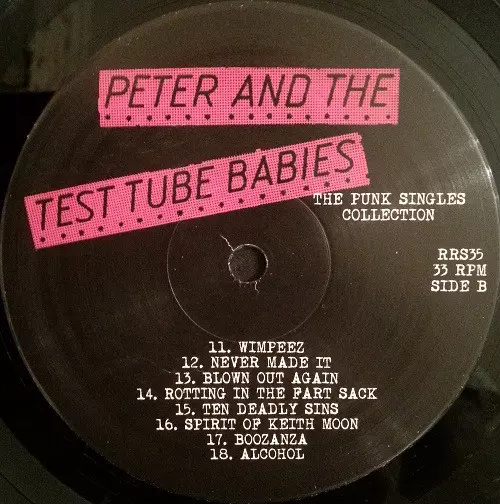 PETER AND THE
TEST TUBE BABIES
THE PUNK SINGLES
COLLECTION
RRS35
33 RPM
SIDE B
11. WIMPEEZ
12. NEVER MADE IT
13. BLOWN OUT AGAIN
14. ROTTING IN THE FART SACK
15. TEN DEADLY SINS
16. SPIRIT OF KEITH MOON
17. BOOZANZA
18. ALCOHOL